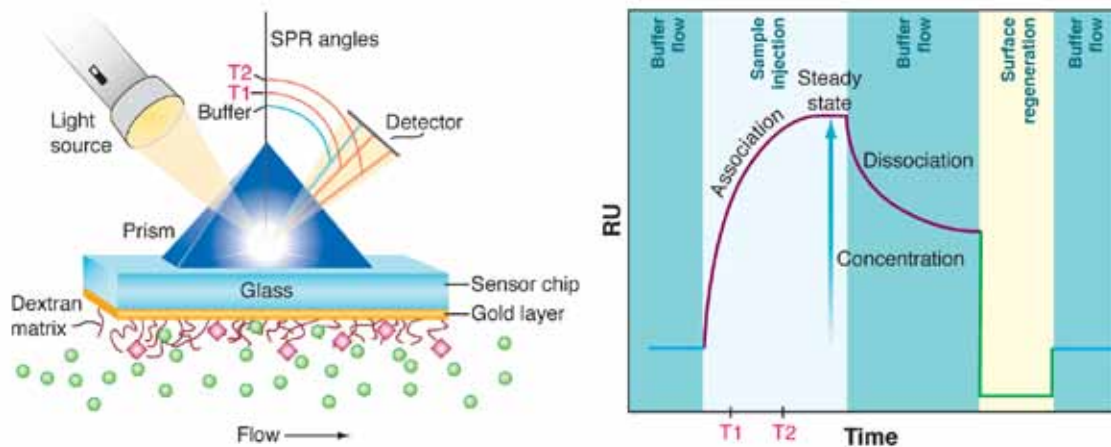 SPR angles
T2
T1
Buffer
Light
source
Detector
Prism
Glass
Sensor chip
Gold layer
Dextran
matrix
Flow
Buffer
flow
Sample
injection
Buffer
flow
Surface
regeneration
Buffer
flow
Steady
state
Association
Dissociation
Concentration
RU
T1
T2
Time